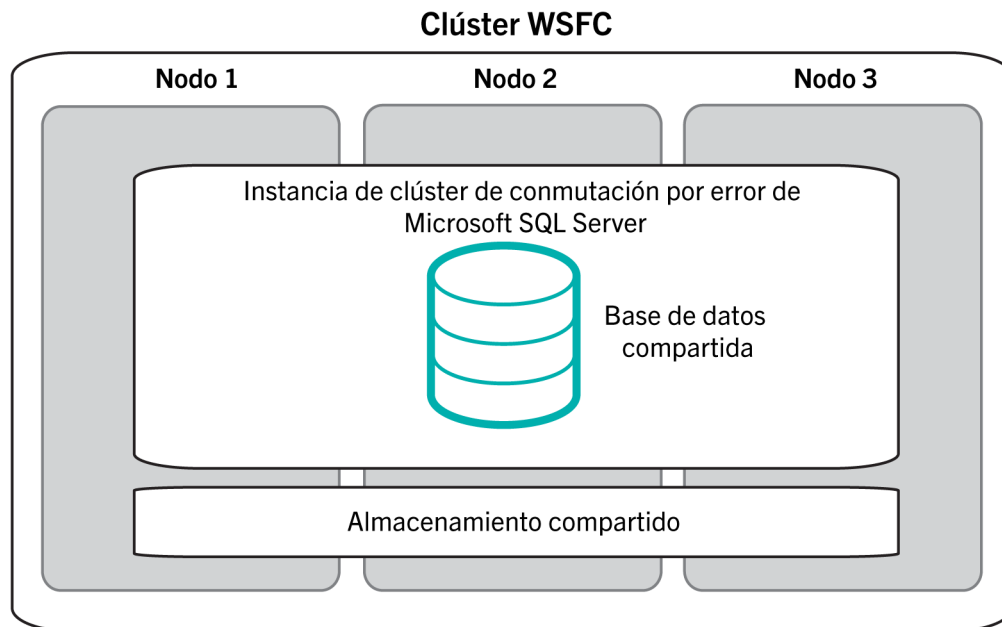 Clúster WSFC
Nodo 1
Nodo 2
Nodo 3
Instancia de clúster de conmutación por error de
Microsoft SQL Server
Base de datos
compartida
Almacenamiento compartido